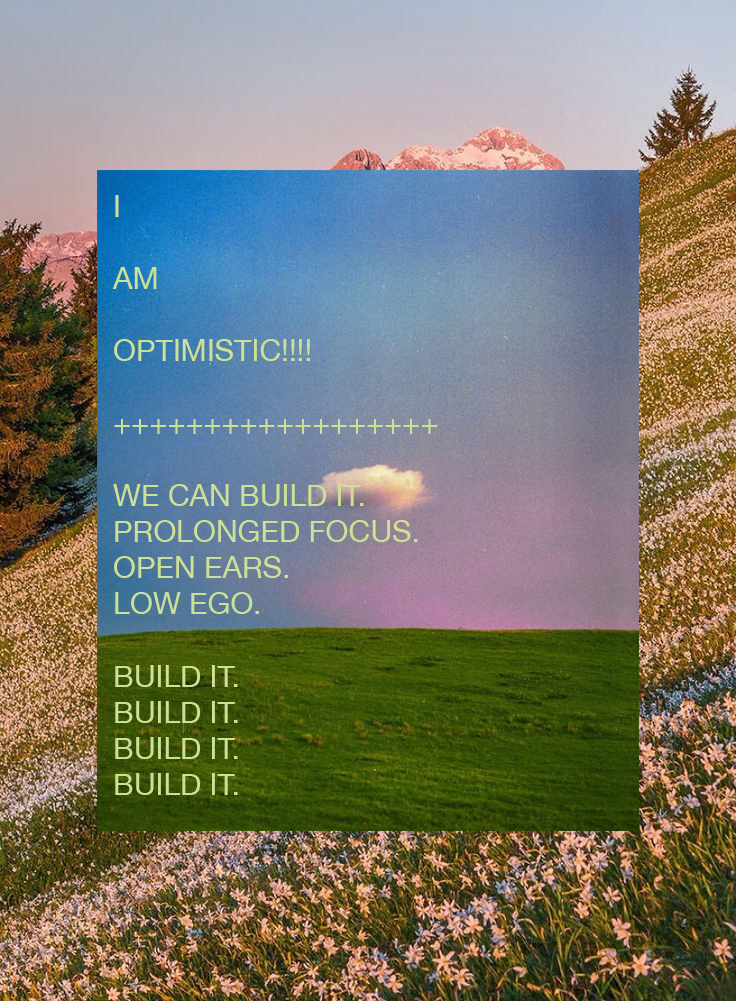 I
AM
OPTIMISTIC!!!!
++++++++++++++++++
WE CAN BUILD IT.
PROLONGED FOCUS.
OPEN EARS.
LOW EGO.
BUILD IT.
BUILD IT.
BUILD IT.
BUILD IT.